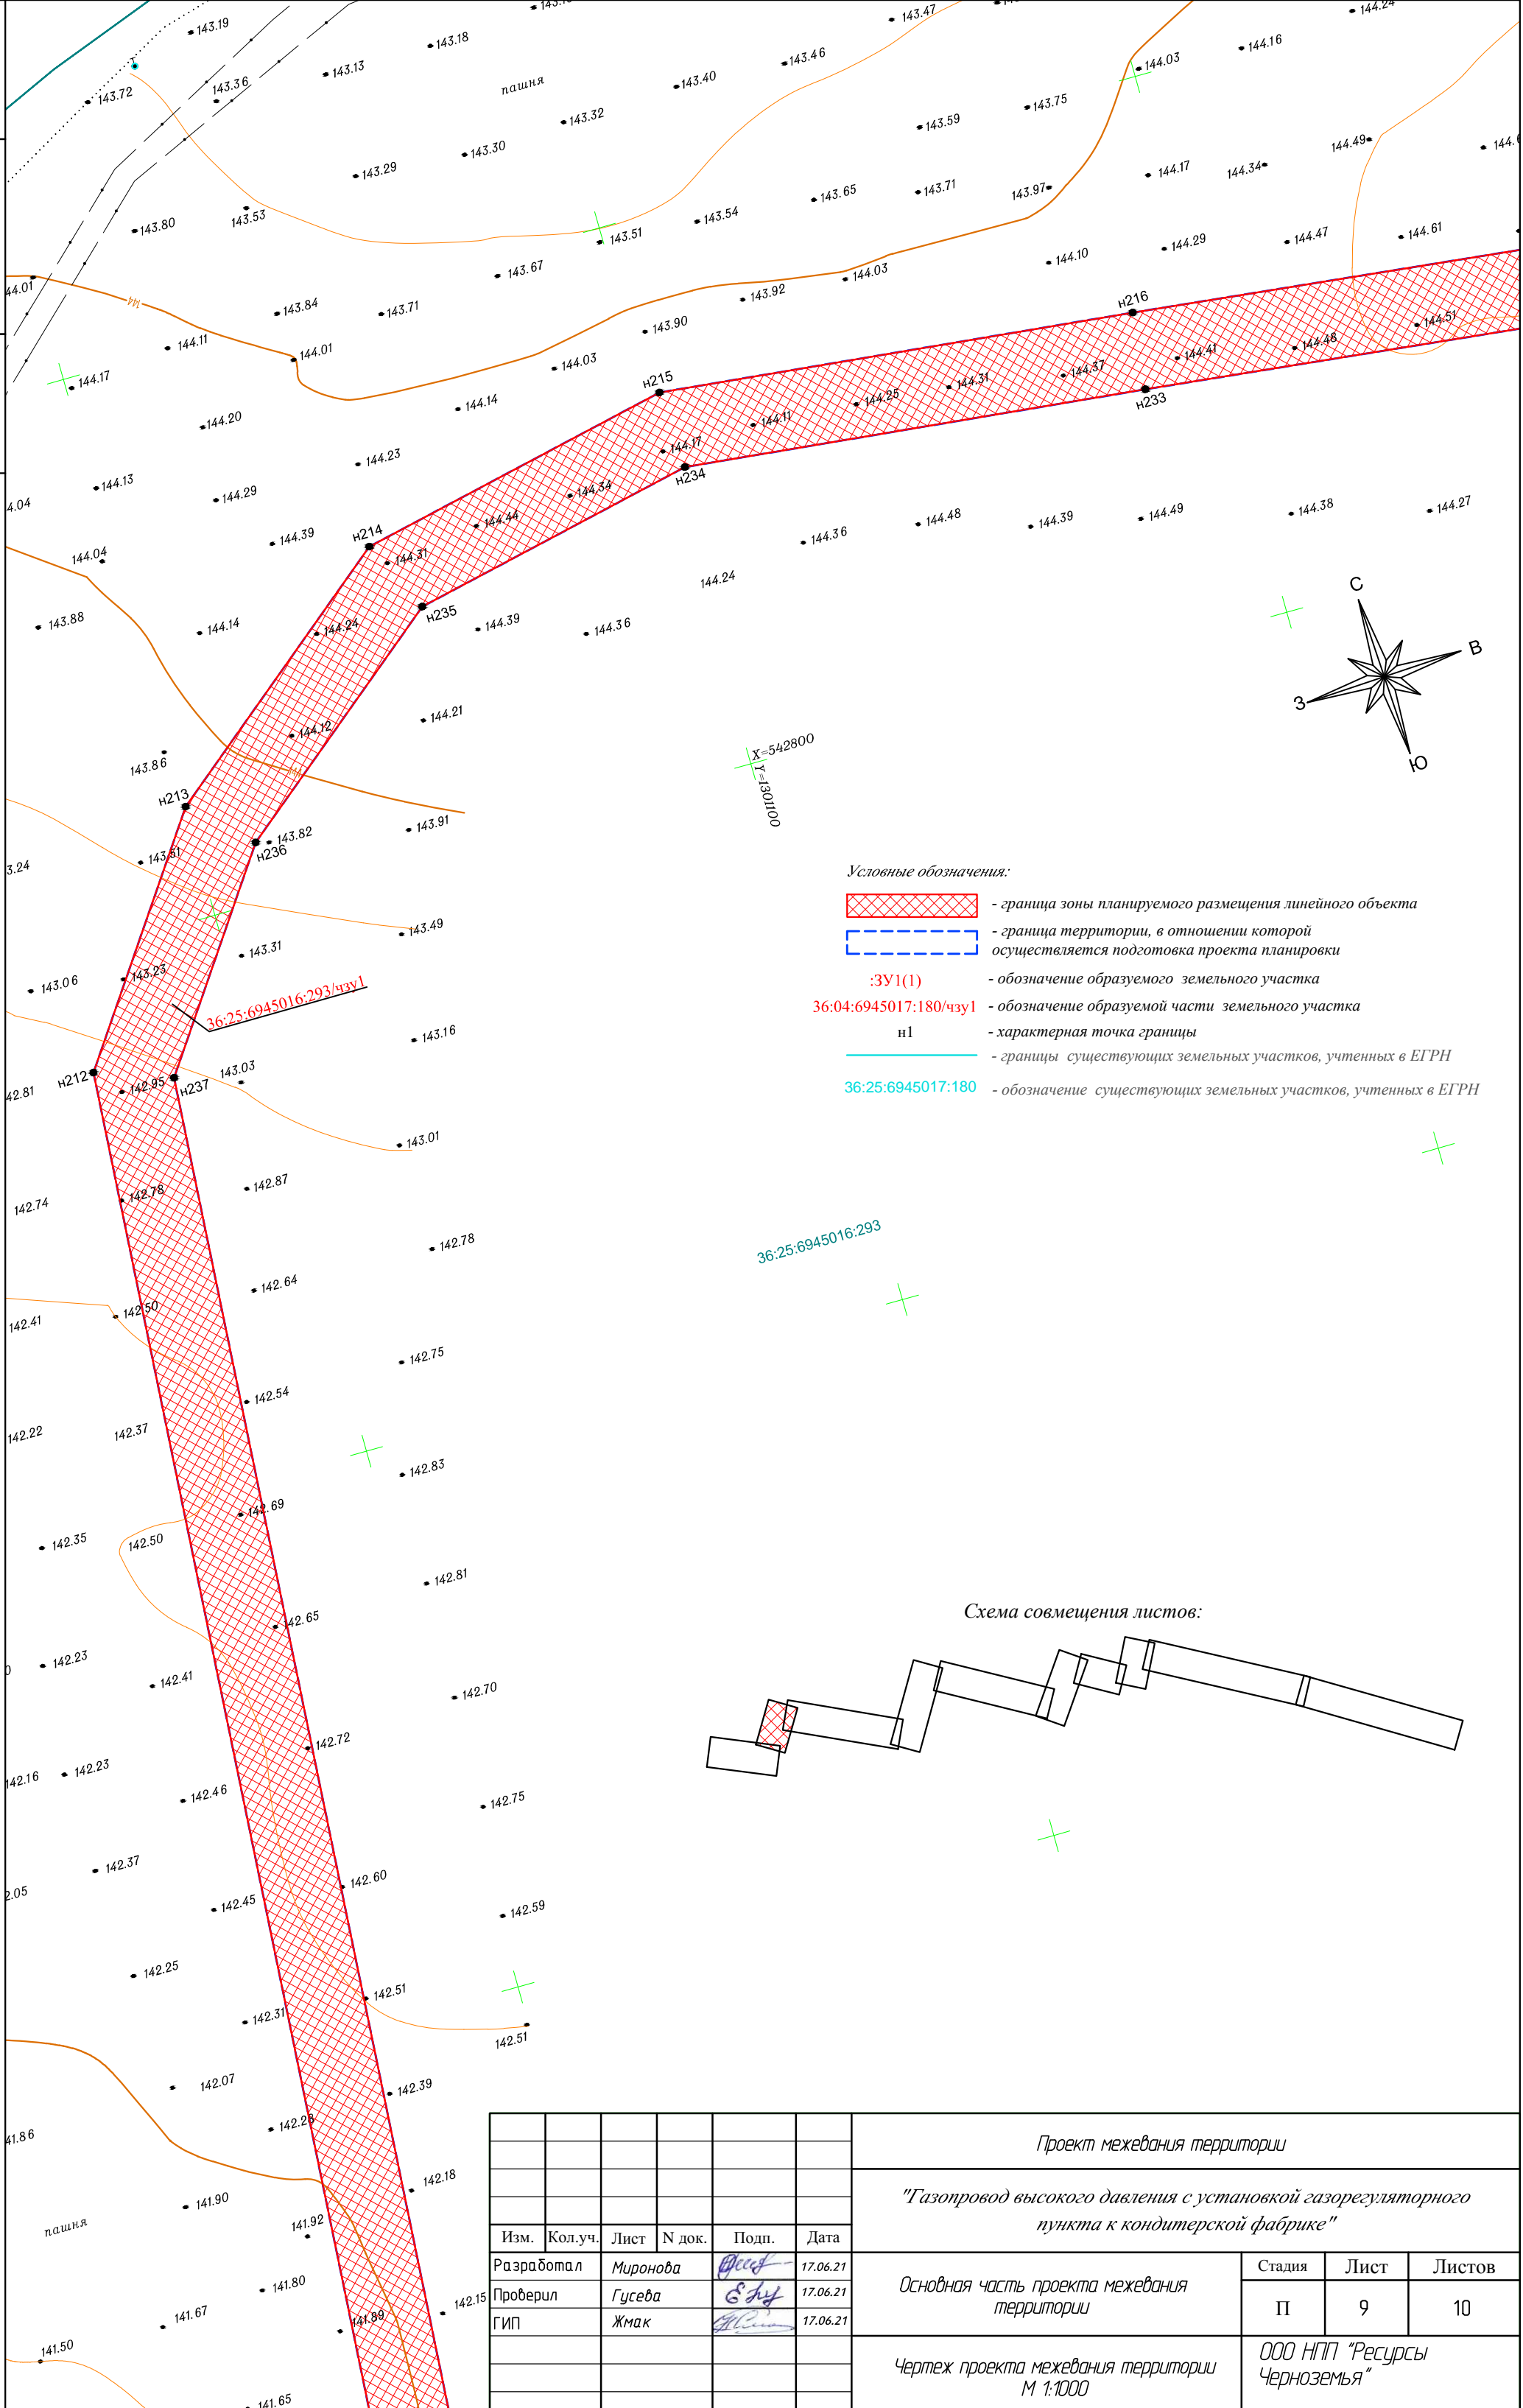 143.19
143.18
143.47
144.24
144.16
144.03
143.46
143.40
143.13
143.36
143.72
пашня
143.32
143.75
143.59
143.30
143.29
144.49
144.17
144.34
143.97
143.71
143.65
143.54
143.53
143.80
143.51
144.61
144.47
144.29
144.10
144.03
143.67
143.92
143.84
143.71
144
н216
144.51
144.48
144.41
144.37
144.31
144.25
144.11
144.17
143.90
144.11
144.01
144.03
н215
144.17
144.14
144.20
н233
144.23
н234
144.34
144.44
144.13
144.29
144.39
н214
144.31
144.36
144.48
144.39
144.49
144.38
144.27
144.04
144.24
143.88
144.14
144.24
н235
144.39
144.36
С
В
З
Ю
144.21
144.12
143.86
X=542800
Y=1301100
н213
143.82
143.91
143.51
н236
143.49
143.31
143.23
143.06
36:25:6945016:293/чзу1
143.16
143.03
н212
142.95
н237
143.01
Условные обозначения:
- граница зоны планируемого размещения линейного объекта
- граница территории, в отношении которой
осуществляется подготовка проекта планировки
:ЗУ1(1) - обозначение образуемого земельного участка
36:04:6945017:180/чзу1 - обозначение образуемой части земельного участка
н1 - характерная точка границы
- границы существующих земельных участков, учтенных в ЕГРН
36:25:6945017:180 - обозначение существующих земельных участков, учтенных в ЕГРН
142.87
142.78
142.74
142.78
36:25:6945016:293
142.64
142.50
142.41
142.75
142.54
142.37
142.22
142.83
142.69
142.50
142.35
142.81
142.65
142.23
142.41
142.70
Схема совмещения листов:
142.72
142.23
142.16
142.46
142.75
142.37
142.60
142.45
142.59
142.25
142.51
142.31
142.51
142.07
142.39
142.28
142.18
141.90
141.92
пашня
141.80
142.15
141.67
141.89
141.50
141.65
Проект межевания территории
"Газопровод высокого давления с установкой газорегуляторного
пункта к кондитерской фабрике"
Изм. Кол.уч. Лист N док. Подп. Дата
Разработал Миронова 17.06.21
Проверил Гусева 17.06.21
ГИП Жмак 17.06.21
Основная часть проекта межевания
территории
Стадия Лист Листов
П 9 10
Чертеж проекта межевания территории
М 1:1000
ООО НПП "Ресурсы
Черноземья"